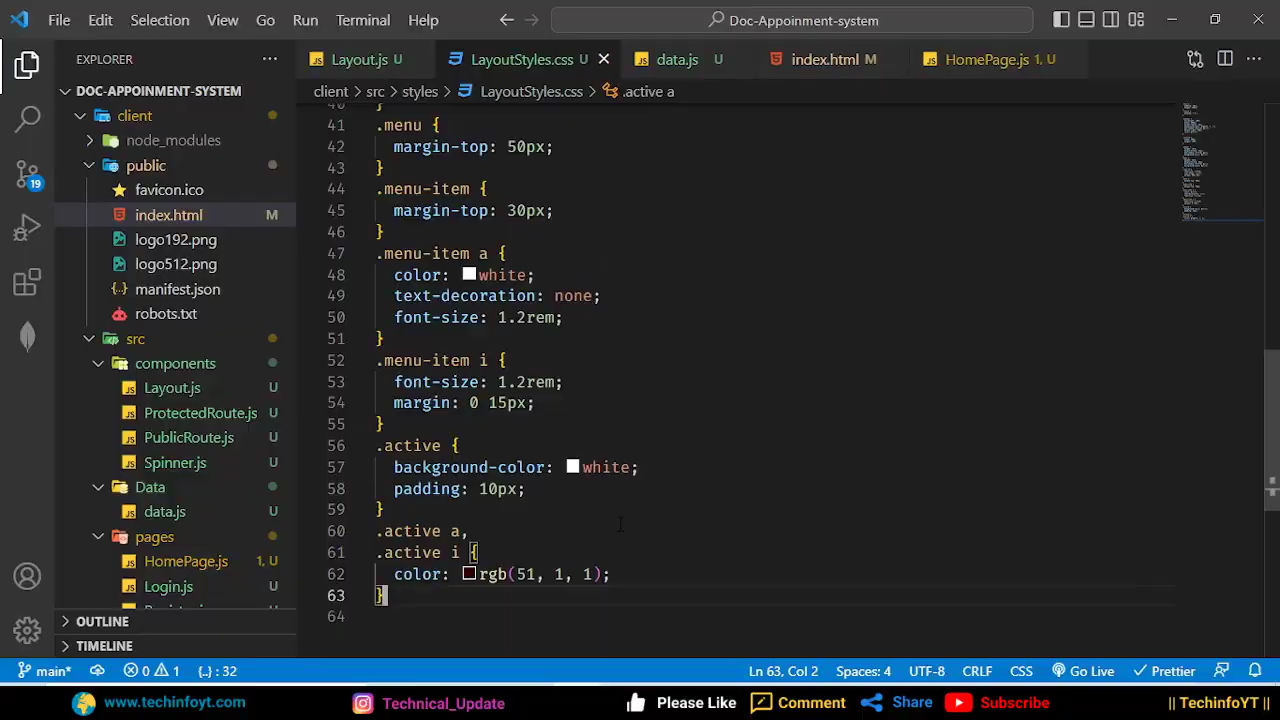 File Edit Selection View Go Run Terminal Help Doc-Appoinment-system
EXPLORER
Layout.js U LayoutStyles.css U data.js U index.html M HomePage.js 1, U
DOC-APPOINMENT-SYSTEM
client > src > styles > LayoutStyles.css > .active a
client
node_modules
public
favicon.ico
index.html M
logo192.png
logo512.png
manifest.json
robots.txt
src
components
Layout.js U
ProtectedRoute.js U
PublicRoute.js U
Spinner.js U
Data
data.js U
pages
HomePage.js 1, U
Login.js U
OUTLINE
TIMELINE
40 }
41 .menu {
42 margin-top: 50px;
43 }
44 .menu-item {
45 margin-top: 30px;
46 }
47 .menu-item a {
48 color: white;
49 text-decoration: none;
50 font-size: 1.2rem;
51 }
52 .menu-item i {
53 font-size: 1.2rem;
54 margin: 0 15px;
55 }
56 .active {
57 background-color: white;
58 padding: 10px;
59 }
60 .active a,
61 .active i {
62 color: rgb(51, 1, 1);
63 }
64
19
main* 0 1 {..} : 32 Ln 63, Col 2 Spaces: 4 UTF-8 CRLF CSS Go Live Prettier
www.techinfoyt.com Technical_Update Please Like Comment Share Subscribe || TechinfoYT ||